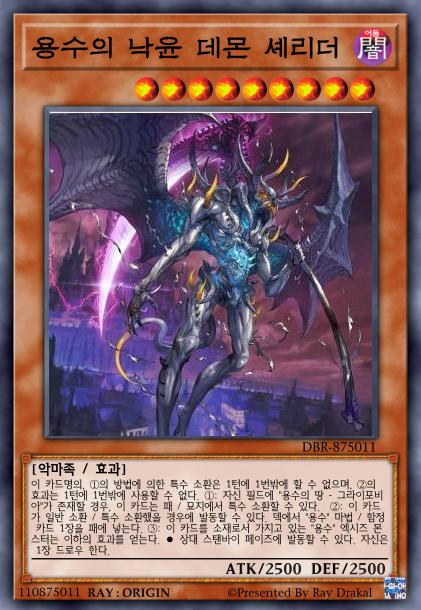 용수의 낙윤 데몬 셰리더
어둠
闇
DBR-875011
[악마족 / 효과]
이 카드명의, ①의 방법에 의한 특수 소환은 1턴에 1번밖에 할 수 없으며, ②의
효과는 1턴에 1번밖에 사용할 수 없다. ①: 자신 필드에 "용수의 땅 - 그라이포비
아"가 존재할 경우, 이 카드는 패 / 묘지에서 특수 소환할 수 있다. ②: 이 카드
가 일반 소환 / 특수 소환했을 경우에 발동할 수 있다. 덱에서 "용수" 마법 / 함정
카드 1장을 패에 넣는다. ③: 이 카드를 소재로서 가지고 있는 "용수" 엑시즈 몬
스터는 이하의 효과를 얻는다. ● 상대 스탠바이 페이즈에 발동할 수 있다. 자신은
1장 드로우 한다.
ATK/2500 DEF/2500
110875011 RAY : ORIGIN ©Presented By Ray Drakal